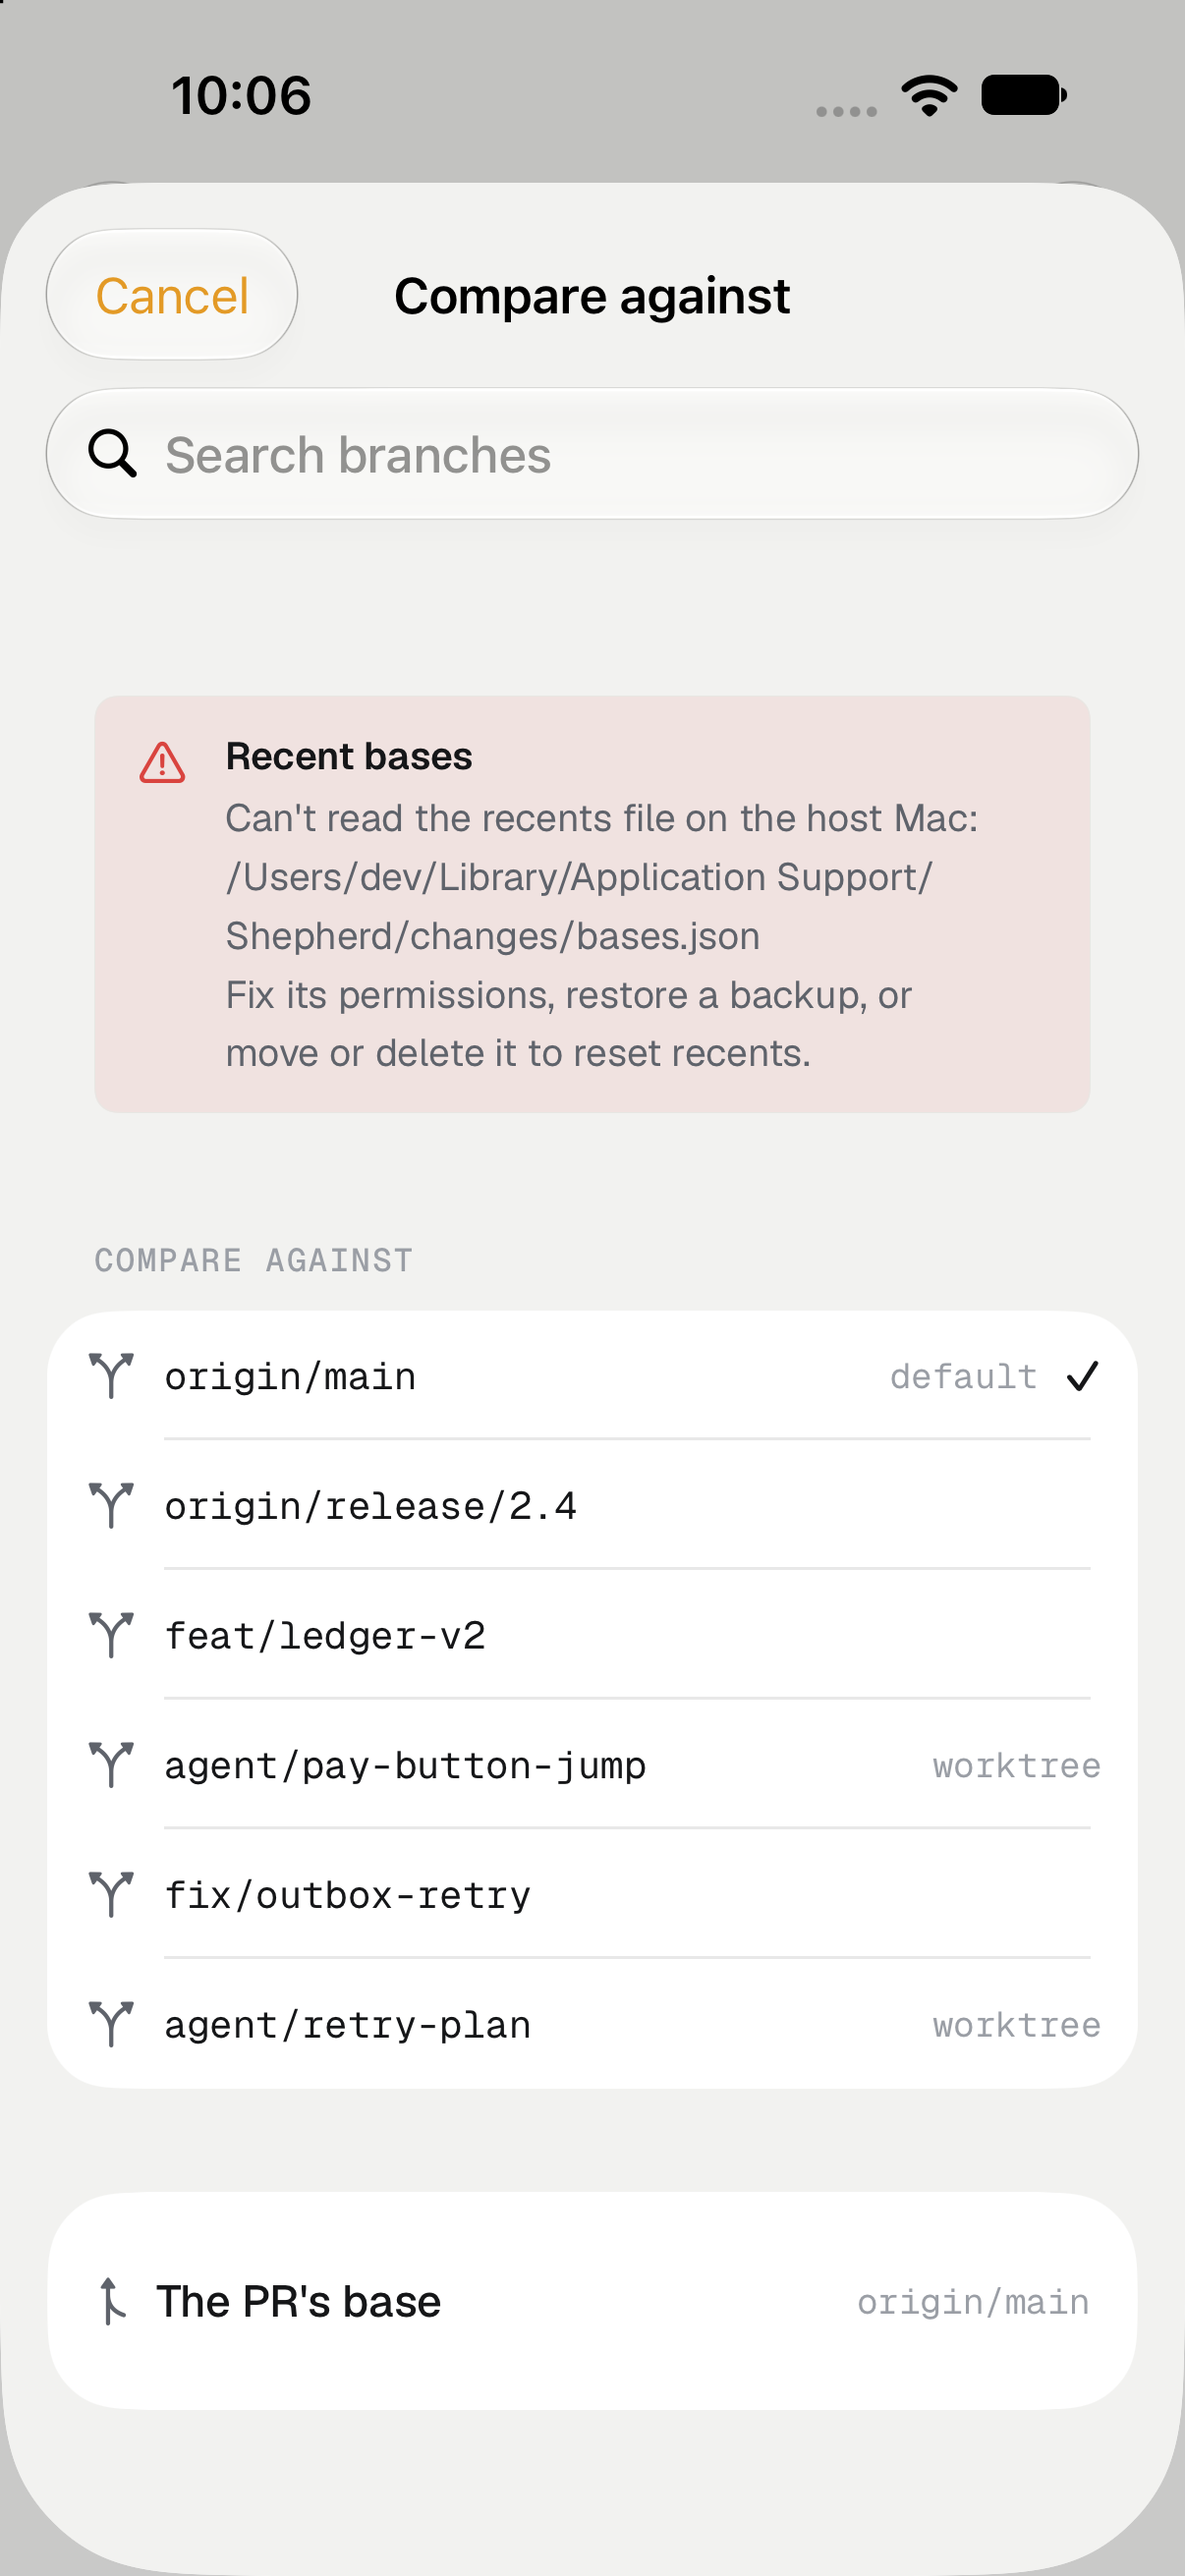 10:06
Cancel
Compare against
Search branches
Recent bases
Can't read the recents file on the host Mac:
/Users/dev/Library/Application Support/
Shepherd/changes/bases.json
Fix its permissions, restore a backup, or
move or delete it to reset recents.
COMPARE AGAINST
origin/main default
origin/release/2.4
feat/ledger-v2
agent/pay-button-jump worktree
fix/outbox-retry
agent/retry-plan worktree
The PR's base origin/main